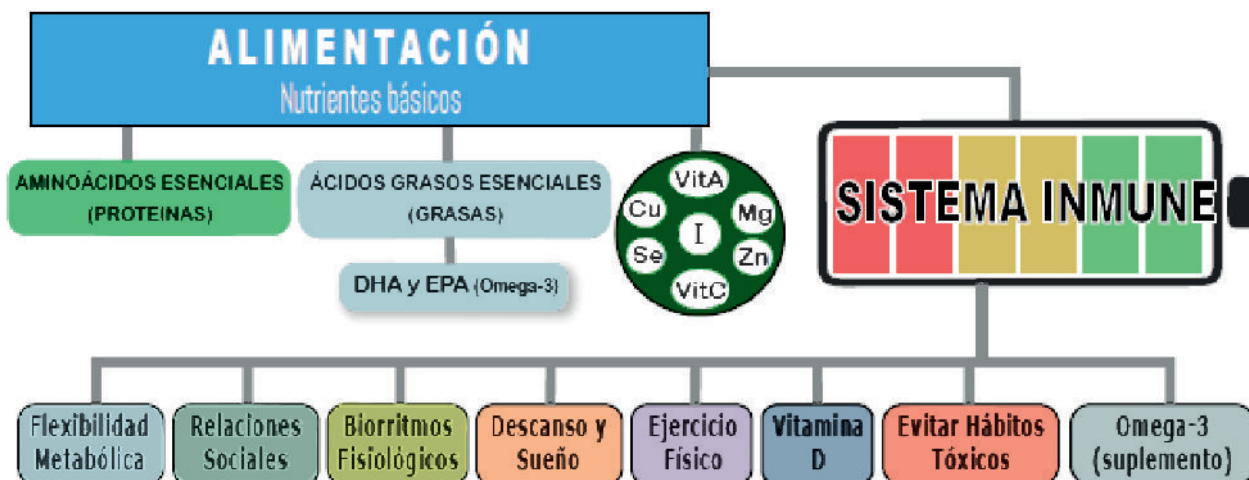 ALIMENTACIÓN
Nutrientes básicos
AMINOÁCIDOS ESENCIALES
(PROTEINAS)
ÁCIDOS GRASOS ESENCIALES
(GRASAS)
DHA y EPA (Omega-3)
VitA
Cu
Mg
I
Se
Zn
VitC
SISTEMA INMUNE
Flexibilidad
Metabólica
Relaciones
Sociales
Biorritmos
Fisiológicos
Descanso y
Sueño
Ejercicio
Físico
Vitamina
D
Evitar Hábitos
Tóxicos
Omega-3
(suplemento)